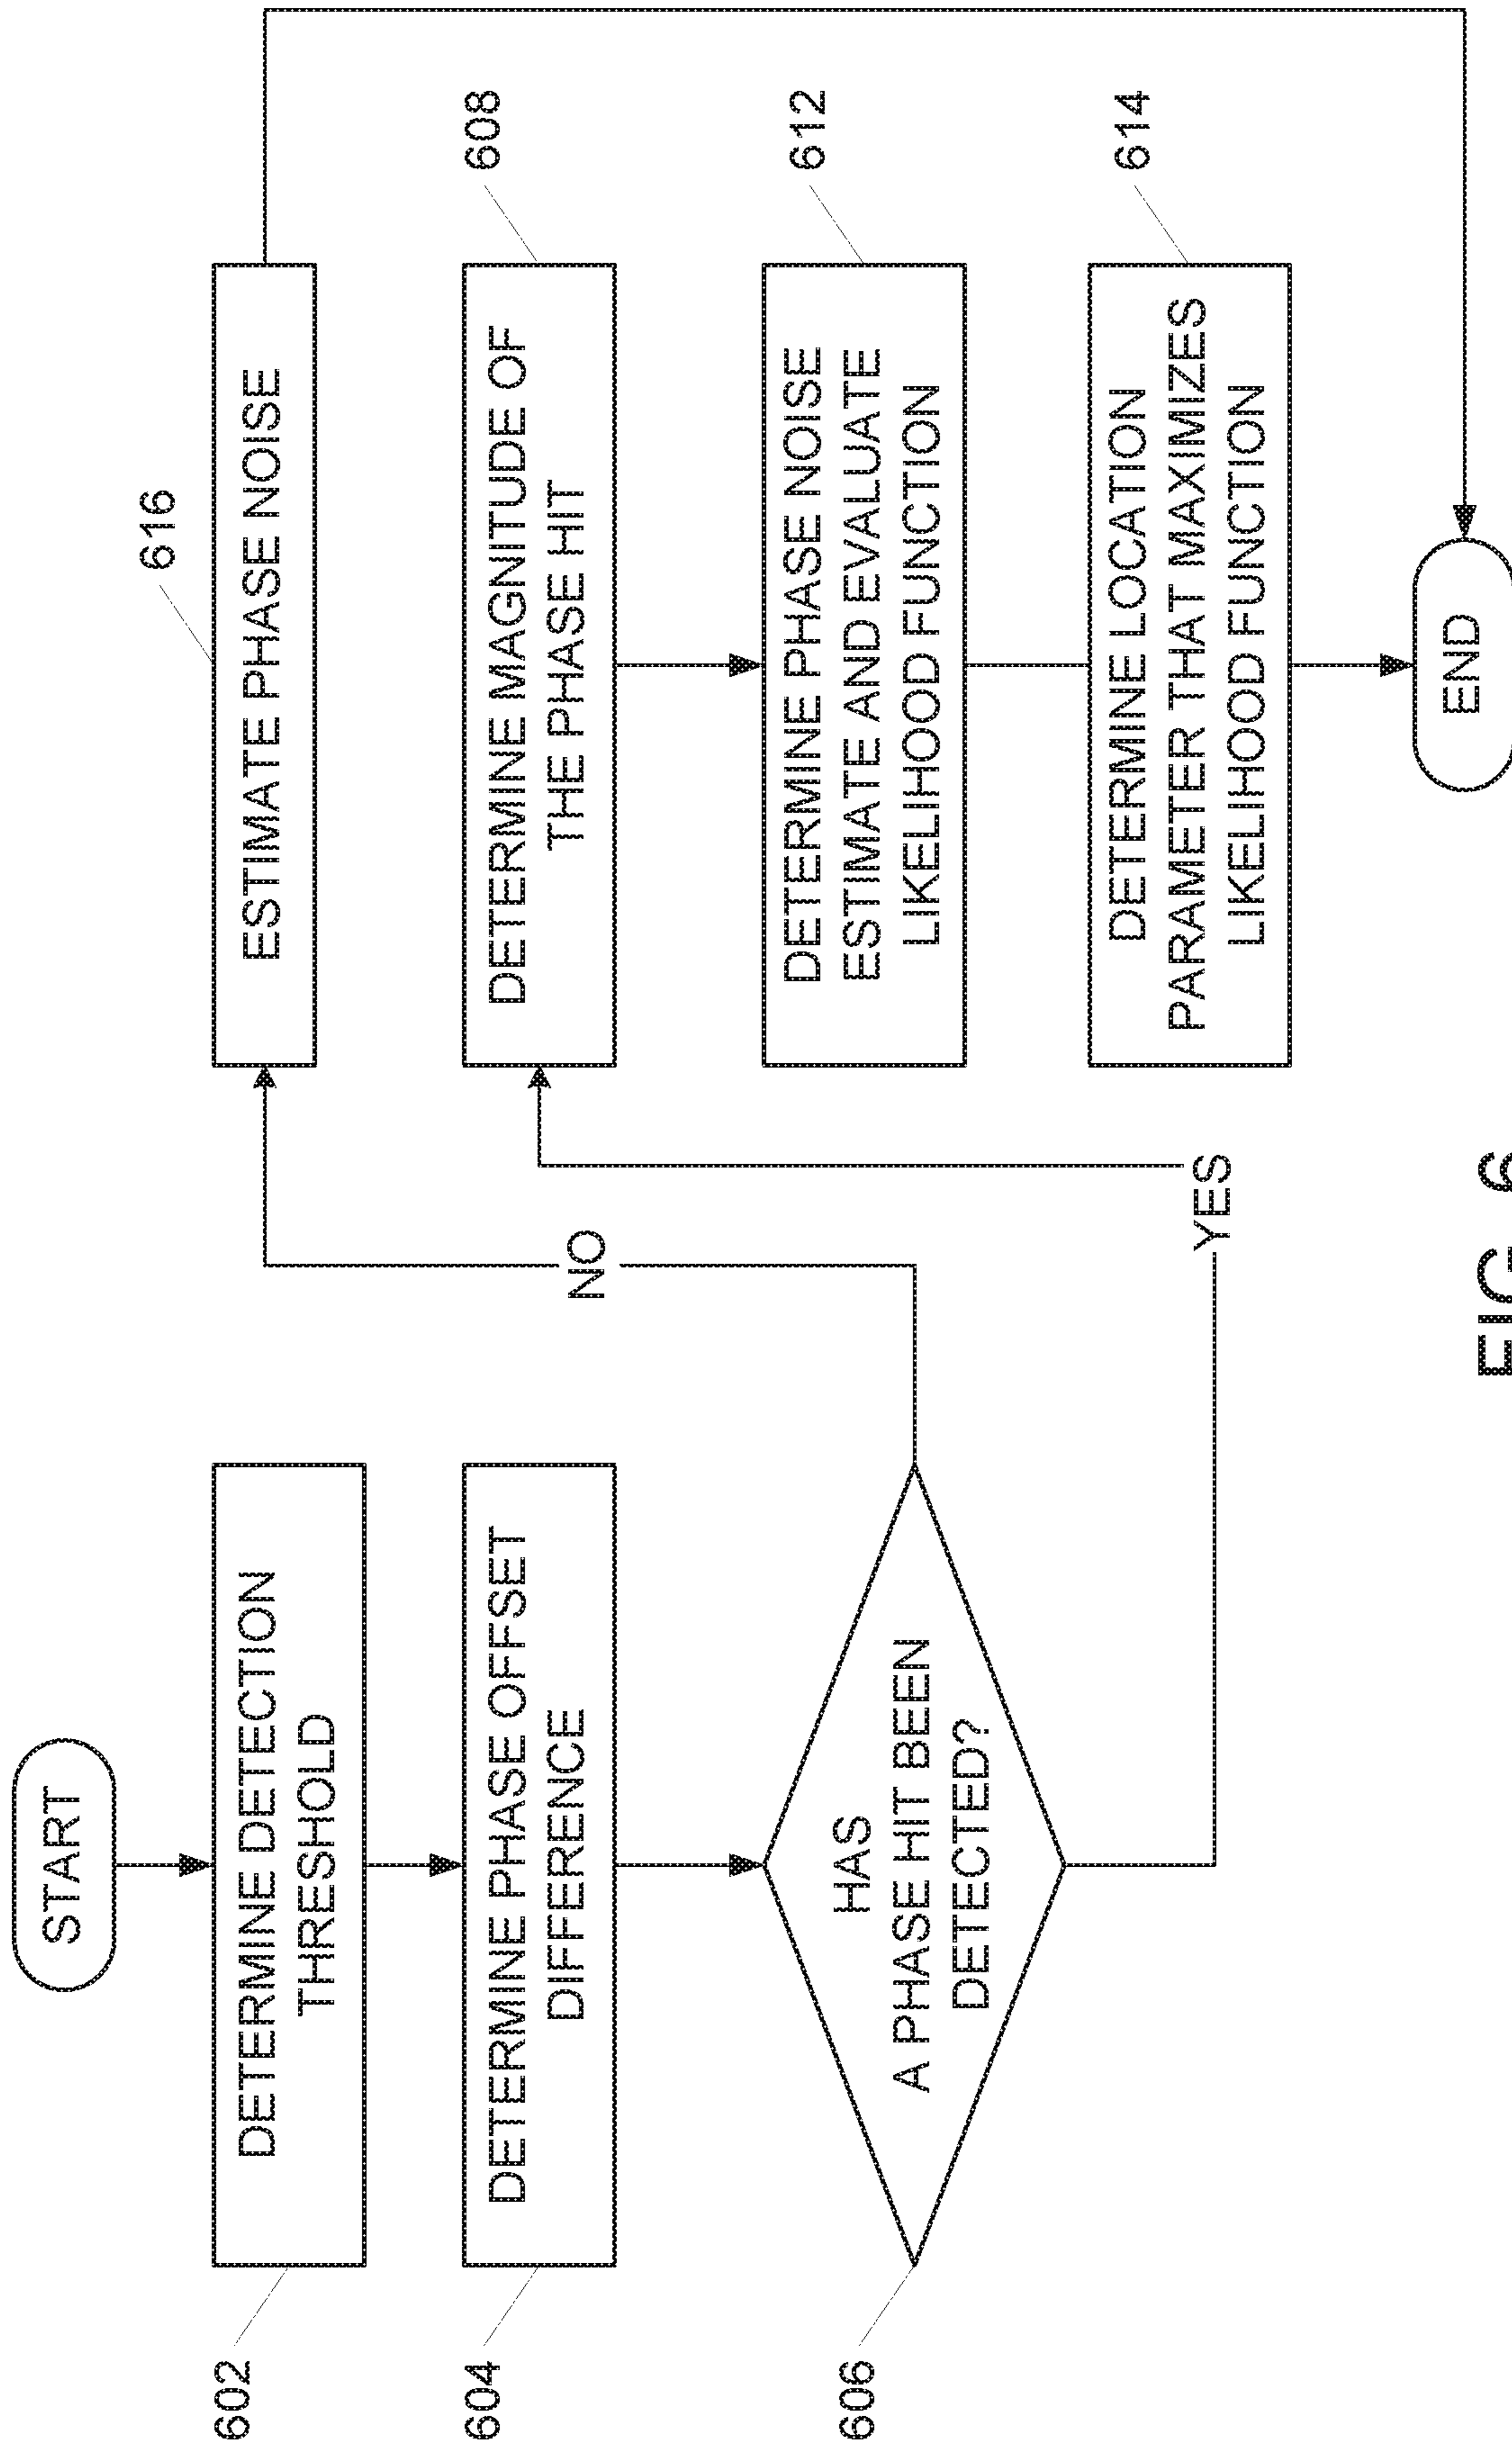 START
602
DETERMINE DETECTION
THRESHOLD
604
DETERMINE PHASE OFFSET
DIFFERENCE
606
HAS
A PHASE HIT BEEN
DETECTED?
NO
YES
616
ESTIMATE PHASE NOISE
608
DETERMINE MAGNITUDE OF
THE PHASE HIT
612
DETERMINE PHASE NOISE
ESTIMATE AND EVALUATE
LIKELIHOOD FUNCTION
614
DETERMINE LOCATION
PARAMETER THAT MAXIMIZES
LIKELIHOOD FUNCTION
END
FIG. 6